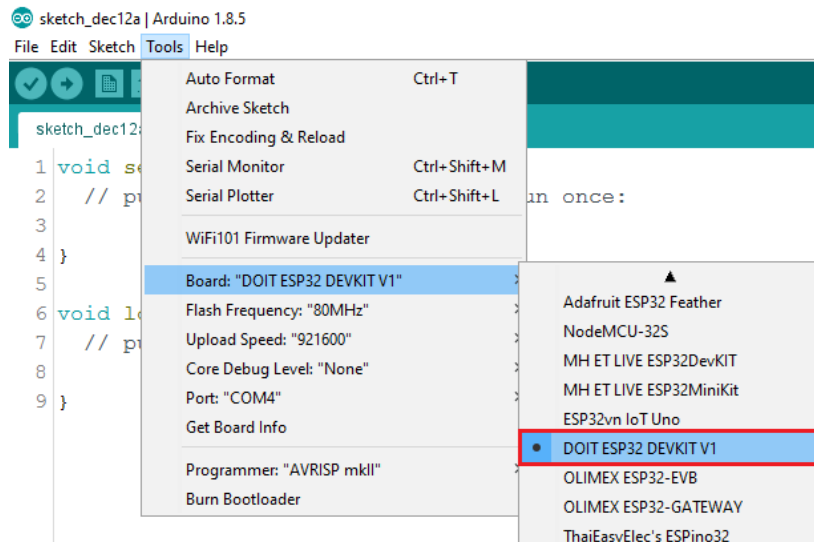 sketch_dec12a | Arduino 1.8.5
File Edit Sketch Tools Help
Auto Format Ctrl+T
Archive Sketch
sketch_dec12a
Fix Encoding & Reload
1 void Serial Monitor Ctrl+Shift+M
2 // Serial Plotter Ctrl+Shift+L un once:
3
WiFi101 Firmware Updater
4 }
5
Board: "DOIT ESP32 DEVKIT V1"
Adafruit ESP32 Feather
6 void Flash Frequency: "80MHz"
NodeMCU-32S
7 // Upload Speed: "921600"
MH ET LIVE ESP32DevKIT
8
Core Debug Level: "None"
MH ET LIVE ESP32MiniKit
9 } Port: "COM4"
ESP32vn IoT Uno
Get Board Info
DOIT ESP32 DEVKIT V1
Programmer: "AVRISP mkII"
OLIMEX ESP32-EVB
Burn Bootloader
OLIMEX ESP32-GATEWAY
ThaiEasyElec's ESPino32